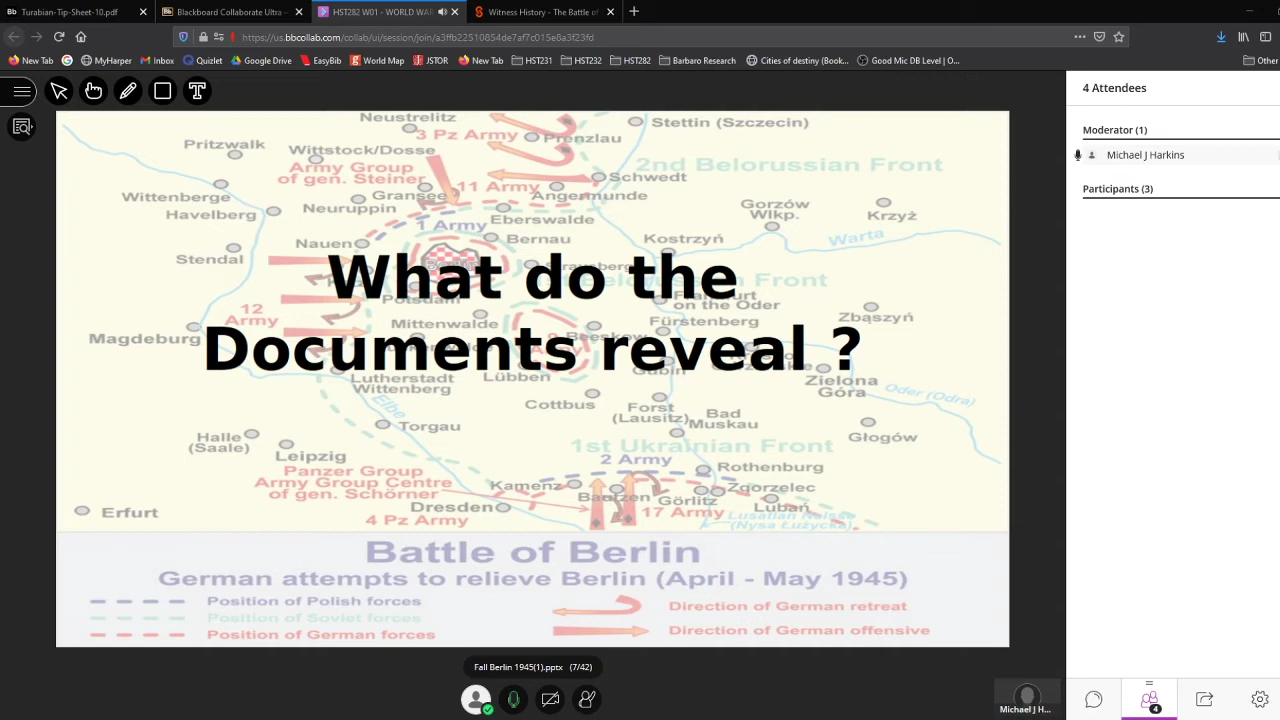 Turabian-Tip-Sheet-10.pdf
Blackboard Collaborate Ultra –
HST282 W01 - WORLD WAR
Witness History - The Battle of
https://us.bbcollab.com/collab/ui/session/join/a3ffb22510854de7af7c015e8a3f23fd
New Tab
MyHarper
Inbox
Quizlet
Google Drive
EasyBib
World Map
JSTOR
New Tab
HST231
HST232
HST282
Barbaro Research
Cities of destiny (Book...
Good Mic DB Level | O...
Other
4 Attendees
Moderator (1)
Michael J Harkins
Participants (3)
Neustrelitz
3 Pz Army
Prenzlau
Stettin (Szczecin)
Pritzwalk
Wittstock/Dosse
2nd Belorussian Front
Army Group
of gen. Steiner
11 Army
Schwedt
Wittenberge
Gransee
Angermunde
Havelberg
Neuruppin
Eberswalde
Gorzów
Wlkp.
Krzyż
1 Army
Nauen
Bernau
Kostrzyń
Warta
Stendal
What do the
Documents reveal ?
Potsdam
on the Oder
12
Army
Mittenwalde
Fürstenberg
Zbąszyń
Magdeburg
Beeskow
Lutherstadt
Wittenberg
Lübben
Gubin
Zielona
Góra
Oder (Odra)
Elbe
Cottbus
Forst
(Lausitz)
Bad
Muskau
Torgau
Halle
(Saale)
Leipzig
Głogów
1st Ukrainian Front
2 Army
Panzer Group
Army Group Centre
of gen. Schörner
Rothenburg
Kamenz
Bautzen
Görlitz
Zgorzelec
Lubań
Erfurt
Dresden
4 Pz Army
17 Army
Lusatian Neisse
(Nysa Łużycka)
Battle of Berlin
German attempts to relieve Berlin (April - May 1945)
Position of Polish forces
Position of Soviet forces
Position of German forces
Direction of German retreat
Direction of German offensive
Fall Berlin 1945(1).pptx (7/42)
Michael J H...
4